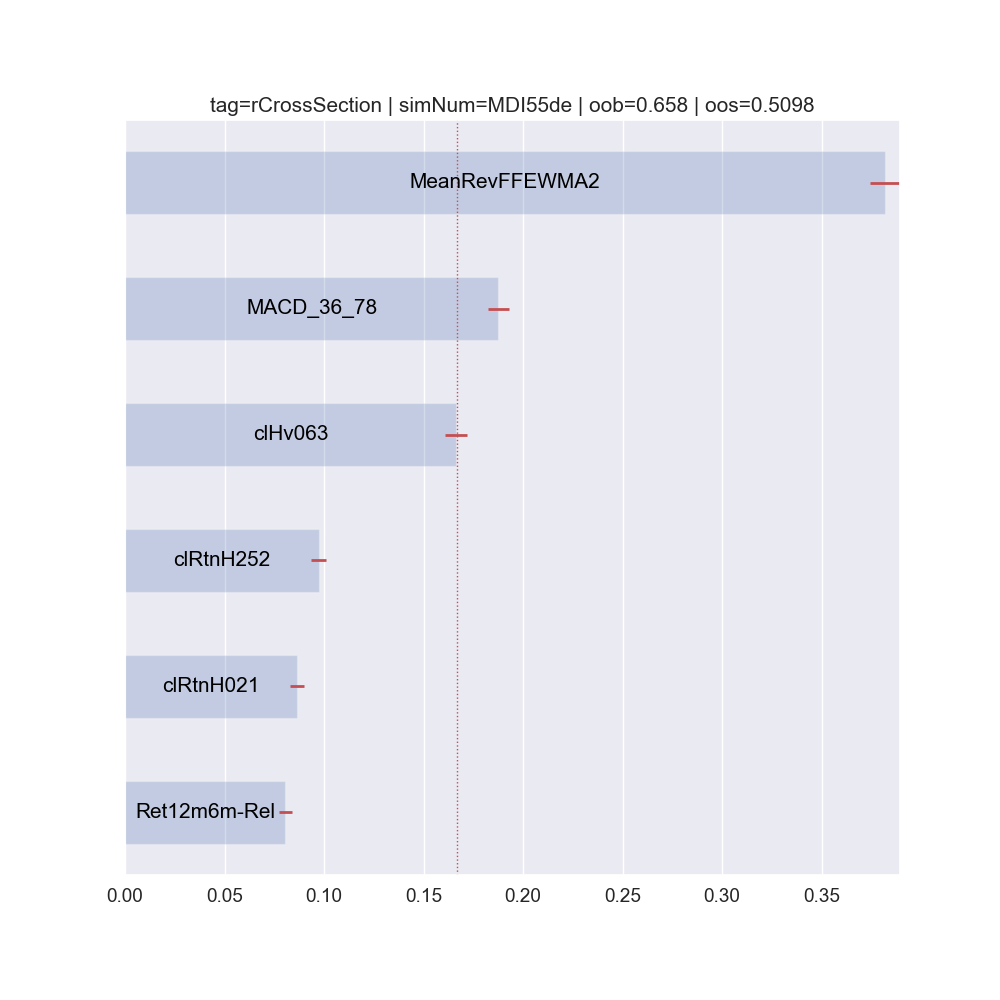 tag=rCrossSection | simNum=MDI55de | oob=0.658 | oos=0.5098
MeanRevFFEWMA2
MACD_36_78
clHv063
clRtnH252
clRtnH021
Ret12m6m-Rel
0.00 0.05 0.10 0.15 0.20 0.25 0.30 0.35